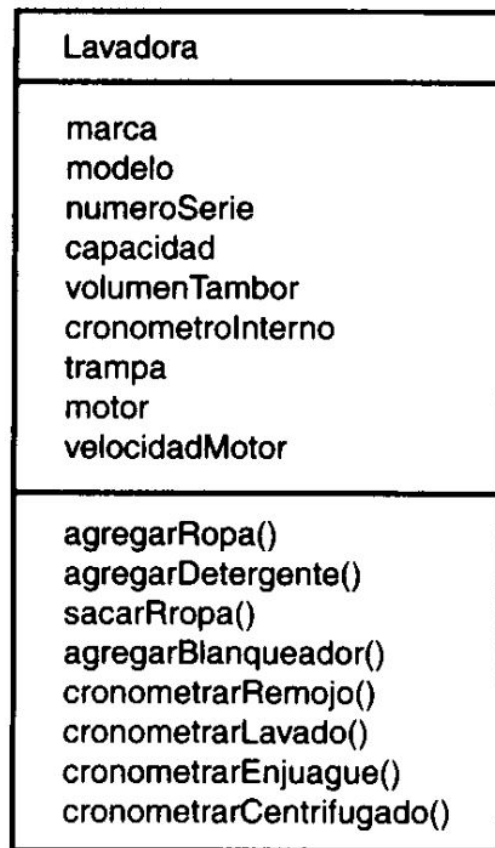 Lavadora
marca
modelo
numeroSerie
capacidad
volumenTambor
cronometroInterno
trampa
motor
velocidadMotor
agregarRopa()
agregarDetergente()
sacarRropa()
agregarBlanqueador()
cronometrarRemojo()
cronometrarLavado()
cronometrarEnjuague()
cronometrarCentrifugado()